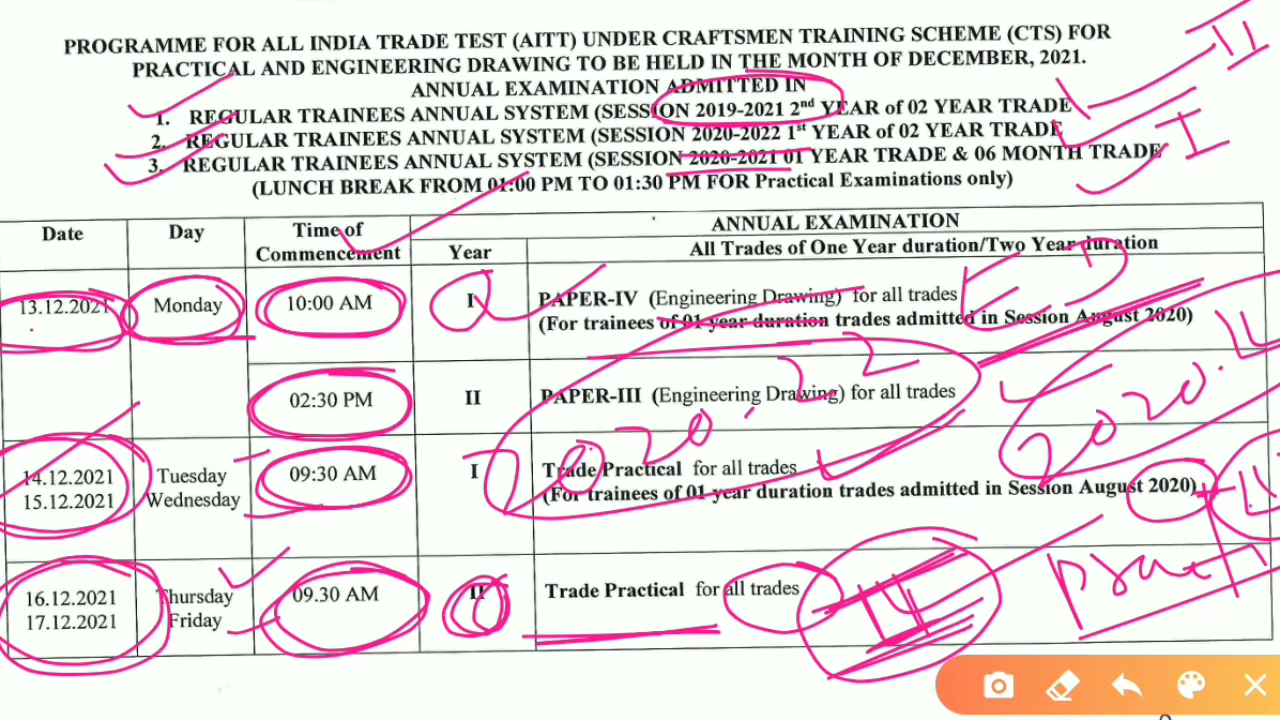 PROGRAMME FOR ALL INDIA TRADE TEST (AITT) UNDER CRAFTSMEN TRAINING SCHEME (CTS) FOR
PRACTICAL AND ENGINEERING DRAWING TO BE HELD IN THE MONTH OF DECEMBER, 2021.
ANNUAL EXAMINATION ADMITTED IN
1. REGULAR TRAINEES ANNUAL SYSTEM (SESSION 2019-2021 2nd YEAR of 02 YEAR TRADE
2. REGULAR TRAINEES ANNUAL SYSTEM (SESSION 2020-2022 1st YEAR of 02 YEAR TRADE
3. REGULAR TRAINEES ANNUAL SYSTEM (SESSION 2020-2021 01 YEAR TRADE & 06 MONTH TRADE
(LUNCH BREAK FROM 01:00 PM TO 01:30 PM FOR Practical Examinations only)
II
I
Date Day Time of Commencement Year ANNUAL EXAMINATION
All Trades of One Year duration/Two Year duration
13.12.2021 Monday 10:00 AM I PAPER-IV (Engineering Drawing) for all trades
(For trainees of 01 year duration trades admitted in Session August 2020)
ED
02:30 PM II PAPER-III (Engineering Drawing) for all trades
2020-22
2020
14.12.2021 Tuesday 09:30 AM I Trade Practical for all trades
15.12.2021 Wednesday (For trainees of 01 year duration trades admitted in Session August 2020)
16.12.2021 Thursday 09.30 AM II Trade Practical for all trades
17.12.2021 Friday
II